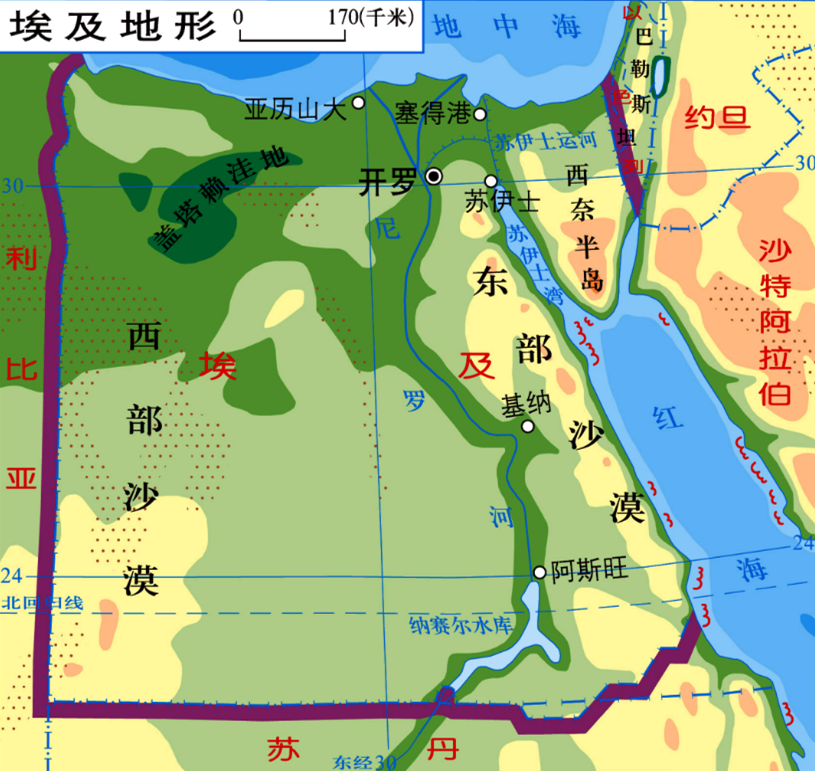 埃及地形
0 170(千米)
地中海
以色列
巴勒斯坦
约旦
亚历山大
塞得港
苏伊士运河
30
30
盖塔赖洼地
开罗
苏伊士
西奈半岛
苏伊士湾
沙特阿拉伯
利比亚
埃及
西部沙漠
东部沙漠
尼罗河
基纳
红海
24
24
北回归线
阿斯旺
纳赛尔水库
苏丹
东经30